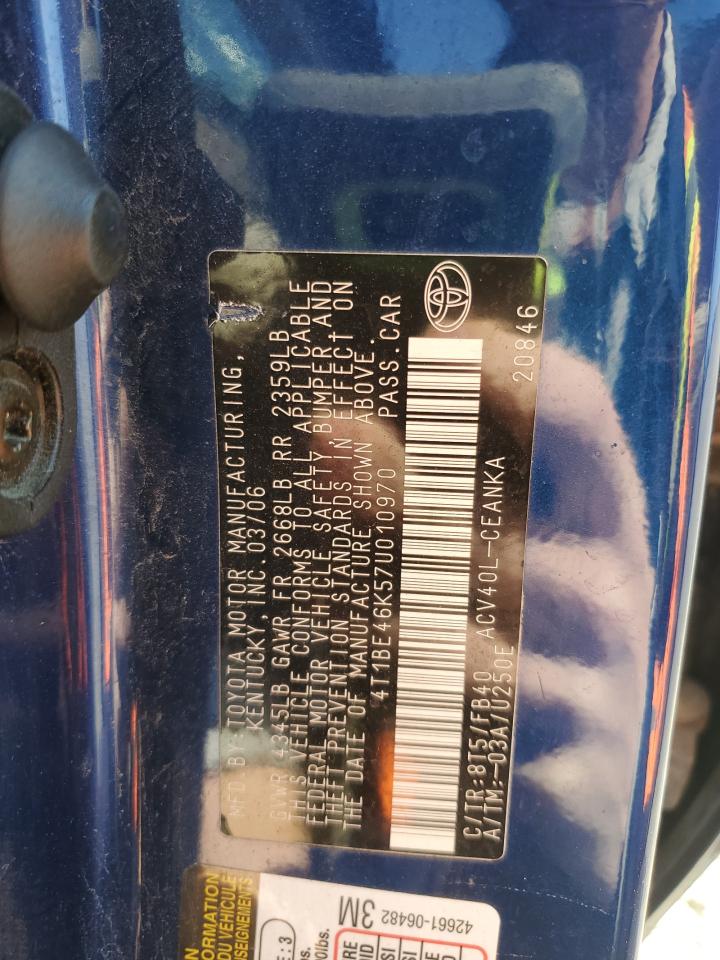 MFD.BY:TOYOTA MOTOR MANUFACTURING,
KENTUCKY,INC.03/06
GVWR 4345LB GAWR FR 2668LB RR 2359LB
THIS VEHICLE CONFORMS TO ALL APPLICABLE
FEDERAL MOTOR VEHICLE SAFETY, BUMPER AND
THEFT PREVENTION STANDARDS IN EFFECT ON
THE DATE OF MANUFACTURE SHOWN ABOVE.
4T1BE46K57U010970 PASS.CAR
C/TR:8T5/FB40 ACV40L-CEANKA
A/TM:-03A/U250E 20846
42661-06482
3M